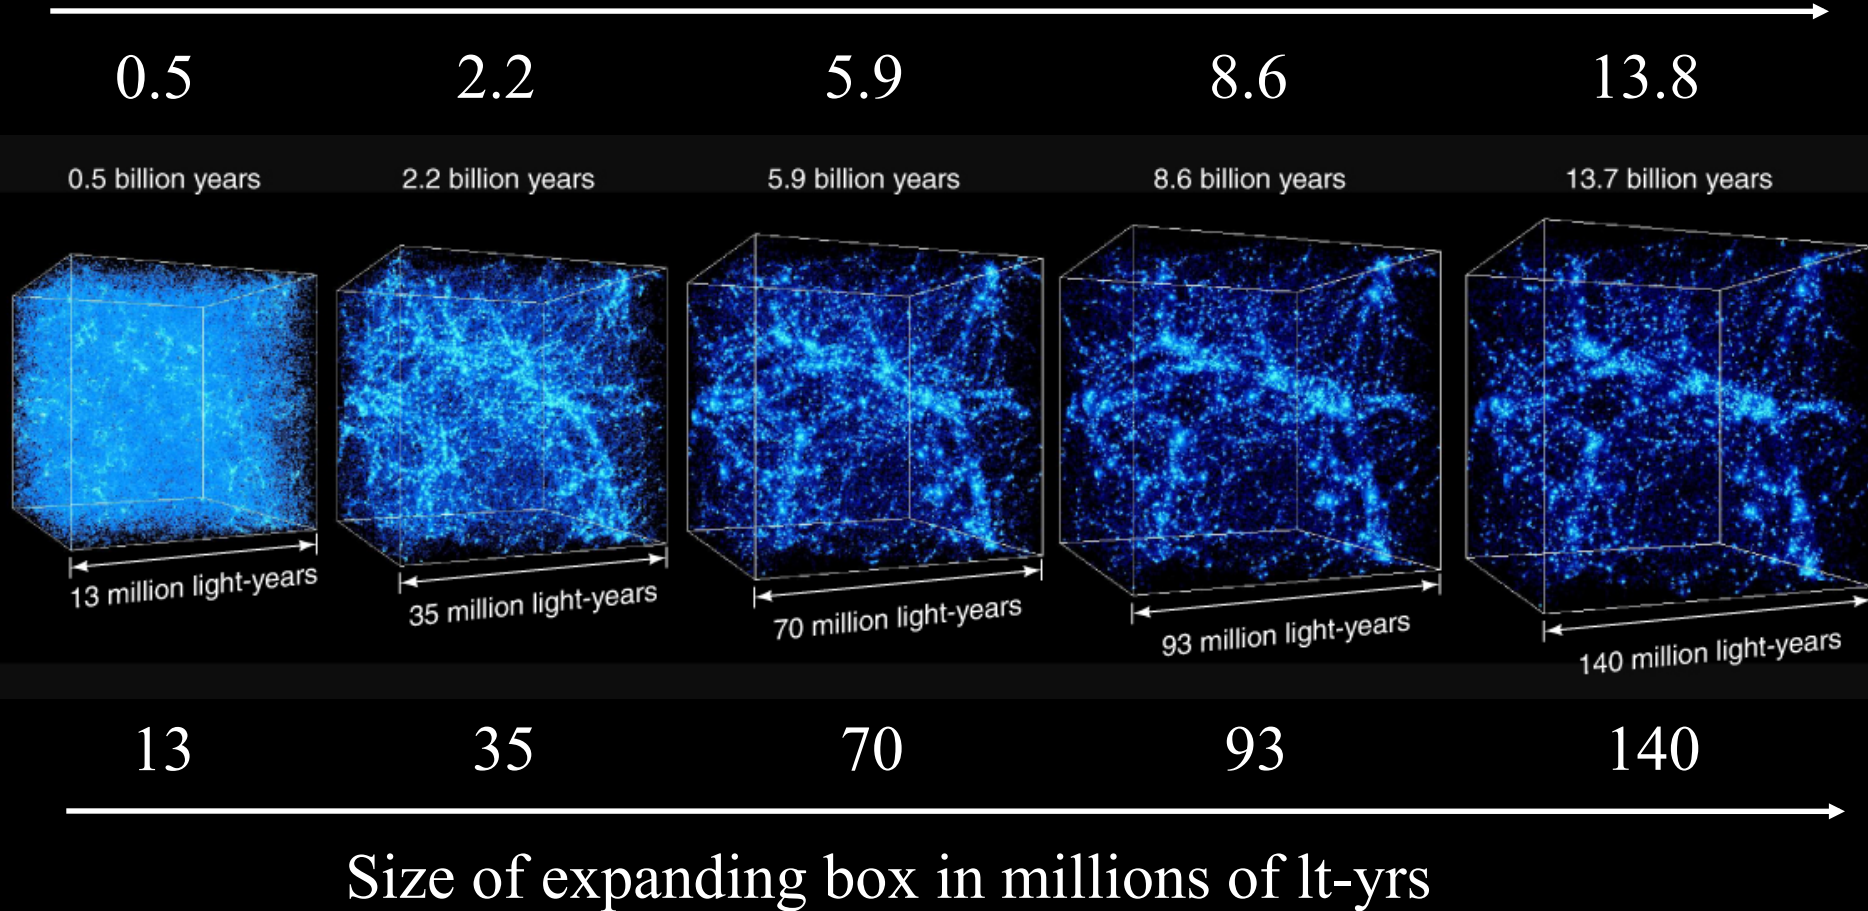 0.5 2.2 5.9 8.6 13.8
0.5 billion years 2.2 billion years 5.9 billion years 8.6 billion years 13.7 billion years
13 million light-years 35 million light-years 70 million light-years 93 million light-years 140 million light-years
13 35 70 93 140
Size of expanding box in millions of lt-yrs